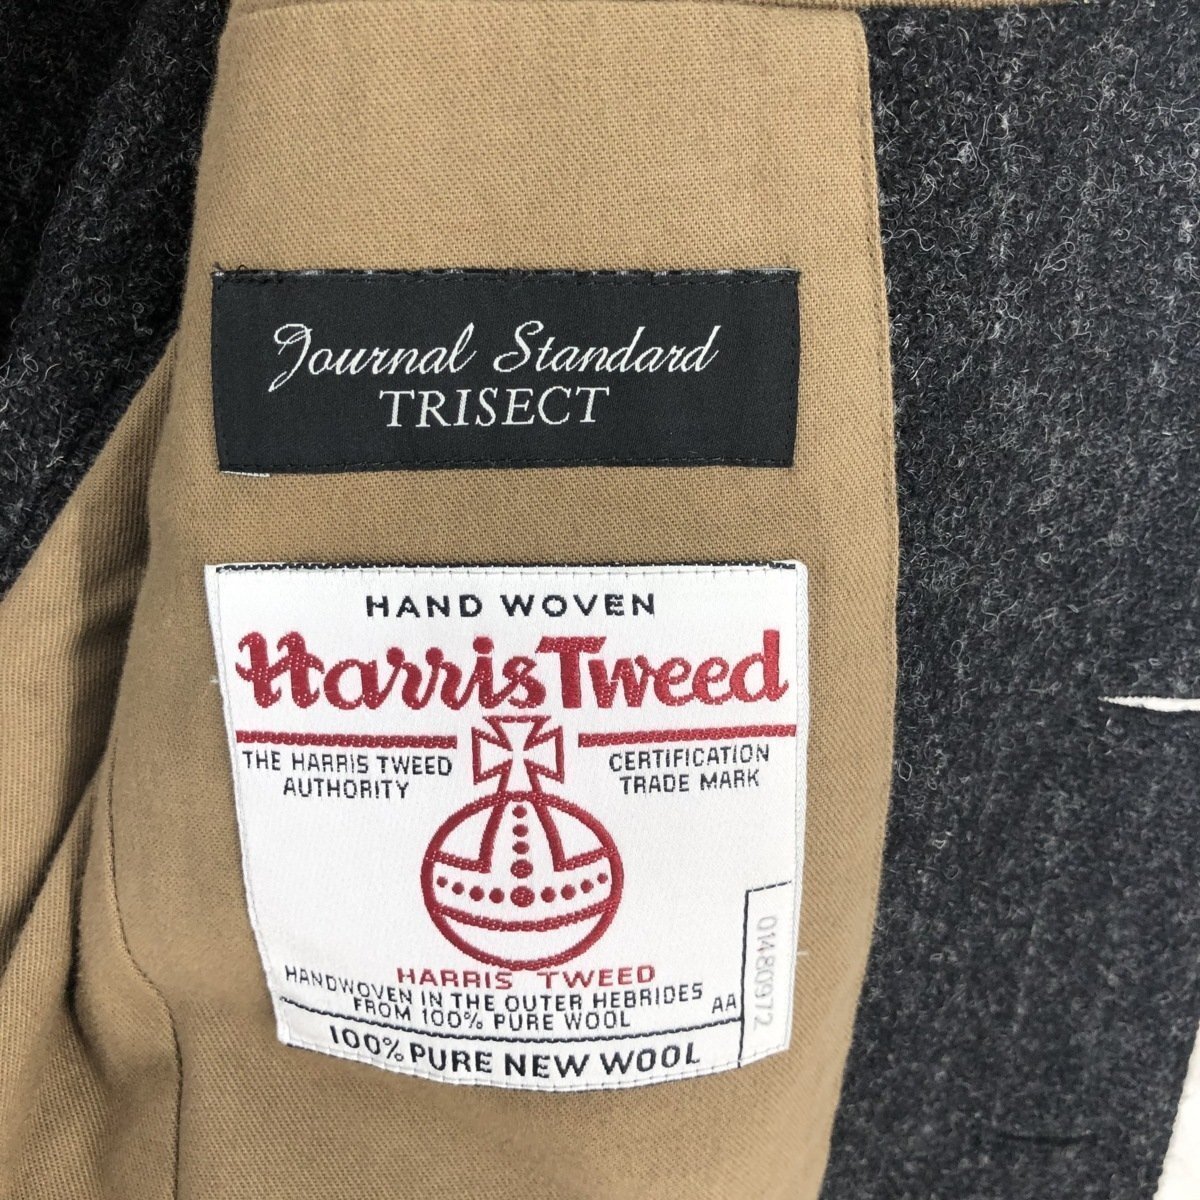 Journal Standard
TRISECT
HAND WOVEN
Harris Tweed
THE HARRIS TWEED
AUTHORITY
CERTIFICATION
TRADE MARK
HARRIS TWEED
HANDWOVEN IN THE OUTER HEBRIDES
FROM 100% PURE WOOL
AA
014809972
100% PURE NEW WOOL